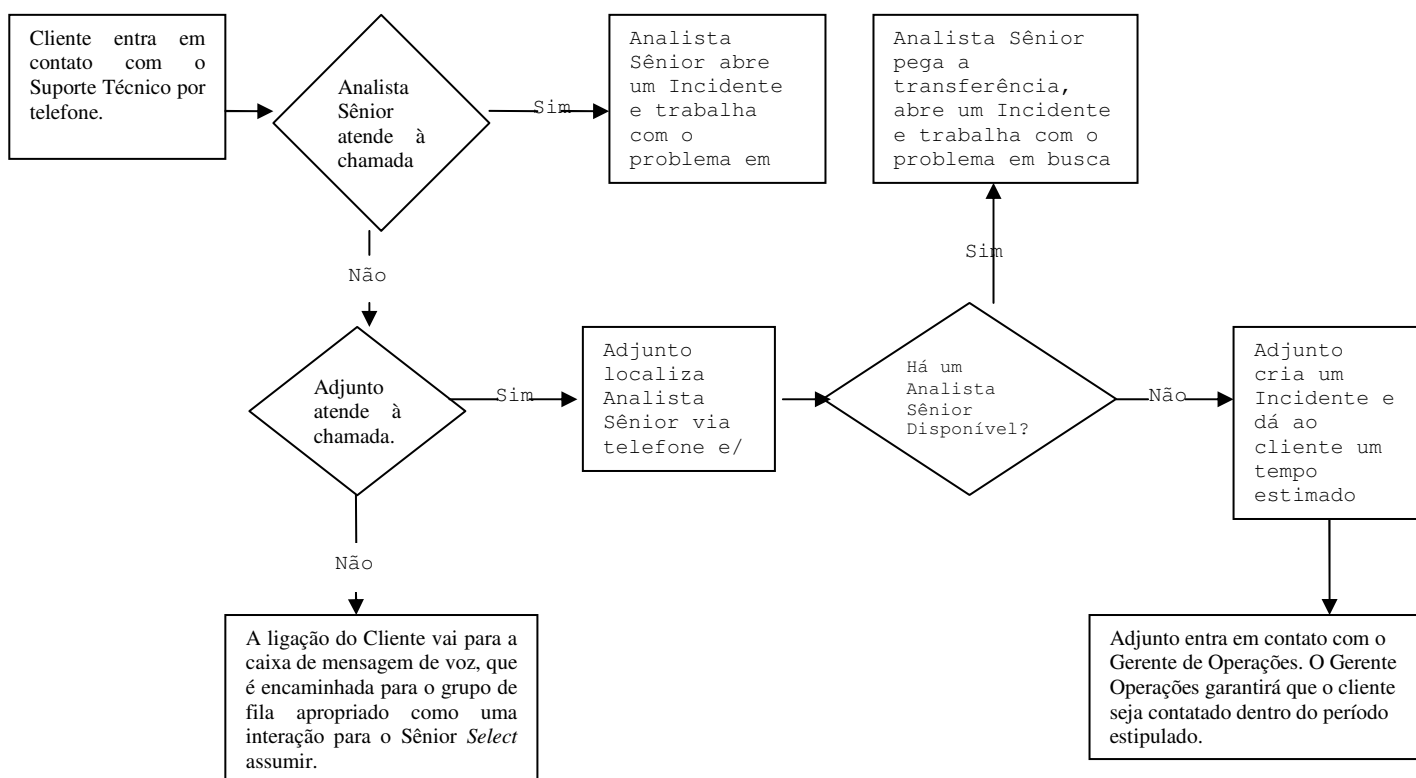 Cliente entra em
contato com o
Suporte Técnico por
telefone.
Analista
Sênior
atende à
chamada
Sim
Analista
Sênior abre
um Incidente
e trabalha
com o
problema em
Analista Sênior
pega a
transferência,
abre um Incidente
e trabalha com o
problema em busca
Não
Sim
Adjunto
atende à
chamada.
Sim
Adjunto
localiza
Analista
Sênior via
telefone e/
Há um
Analista
Sênior
Disponível?
Não
Adjunto
cria um
Incidente e
dá ao
cliente um
tempo
estimado
Não
A ligação do Cliente vai para a
caixa de mensagem de voz, que
é encaminhada para o grupo de
fila apropriado como uma
interação para o Sênior Select
assumir.
Adjunto entra em contato com o
Gerente de Operações. O Gerente
Operações garantirá que o cliente
seja contatado dentro do período
estipulado.